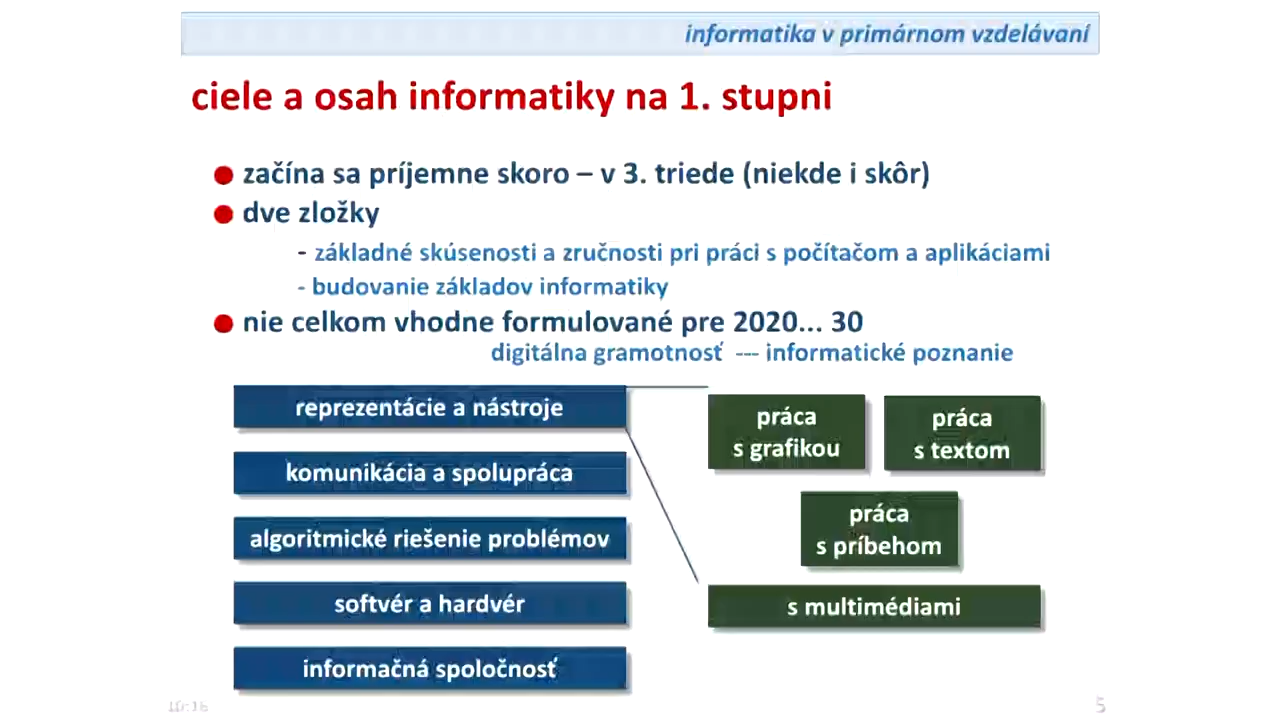 informatika v primárnom vzdelávaní
ciele a osah informatiky na 1. stupni
začína sa príjemne skoro – v 3. triede (niekde i skôr)
dve zložky
- základné skúsenosti a zručnosti pri práci s počítačom a aplikáciami
- budovanie základov informatiky
nie celkom vhodne formulované pre 2020... 30
digitálna gramotnosť --- informatické poznanie
reprezentácie a nástroje
komunikácia a spolupráca
algoritmické riešenie problémov
softvér a hardvér
informačná spoločnosť
práca
s grafikou
práca
s textom
práca
s príbehom
s multimédiami
5